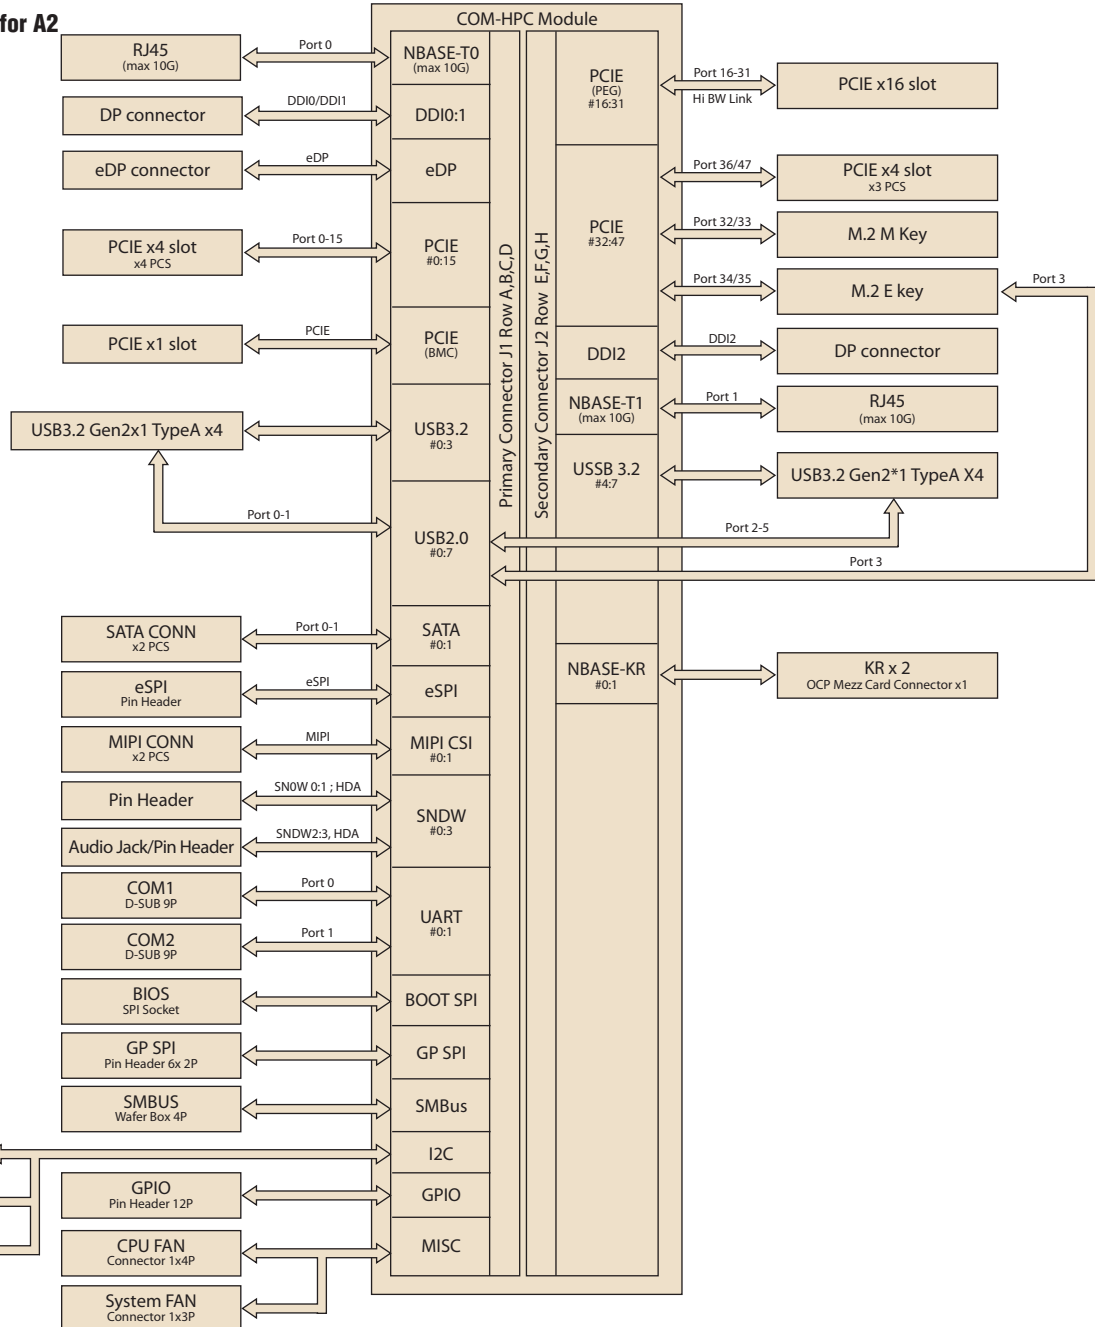 for A2
COM-HPC Module
RJ45
(max 10G)
Port 0
NBASE-T0
(max 10G)
DP connector
DDI0/DDI1
DDI0:1
eDP connector
eDP
eDP
PCIE x4 slot
x4 PCS
Port 0-15
PCIE
#0:15
PCIE x1 slot
PCIE
PCIE
(BMC)
USB3.2 Gen2x1 TypeA x4
USB3.2
#0:3
Port 0-1
USB2.0
#0:7
SATA CONN
x2 PCS
Port 0-1
SATA
#0:1
eSPI
Pin Header
eSPI
eSPI
MIPI CONN
x2 PCS
MIPI
MIPI CSI
#0:1
Pin Header
SN0W 0:1 ; HDA
SNDW
#0:3
Audio Jack/Pin Header
SNDW2:3, HDA
COM1
D-SUB 9P
Port 0
UART
#0:1
COM2
D-SUB 9P
Port 1
BIOS
SPI Socket
BOOT SPI
GP SPI
Pin Header 6x 2P
GP SPI
SMBUS
Wafer Box 4P
SMBus
I2C
GPIO
Pin Header 12P
GPIO
CPU FAN
Connector 1x4P
MISC
System FAN
Connector 1x3P
Primary Connector J1 Row A,B,C,D
Secondary Connector J2 Row E,F,G,H
PCIE
(PEG)
#16:31
Port 16-31
Hi BW Link
PCIE x16 slot
PCIE
#32:47
Port 36/47
PCIE x4 slot
x3 PCS
Port 32/33
M.2 M Key
Port 34/35
M.2 E key
Port 3
DDI2
DDI2
DP connector
NBASE-T1
(max 10G)
Port 1
RJ45
(max 10G)
USSB 3.2
#4:7
USB3.2 Gen2*1 TypeA X4
Port 2-5
Port 3
NBASE-KR
#0:1
KR x 2
OCP Mezz Card Connector x1